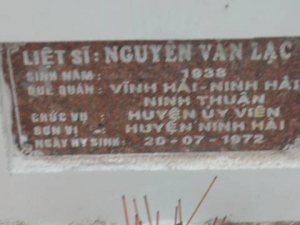 LIỆT SĨ : NGUYỄN VĂN LẠC
SINH NĂM : 1938
QUÊ QUÁN : VĨNH HẢI - NINH HẢI
NINH THUẬN
CHỨC VỤ : HUYỆN ỦY VIÊN
ĐƠN VỊ : HUYỆN NINH HẢI
NGÀY HY SINH : 20 - 07 - 1972